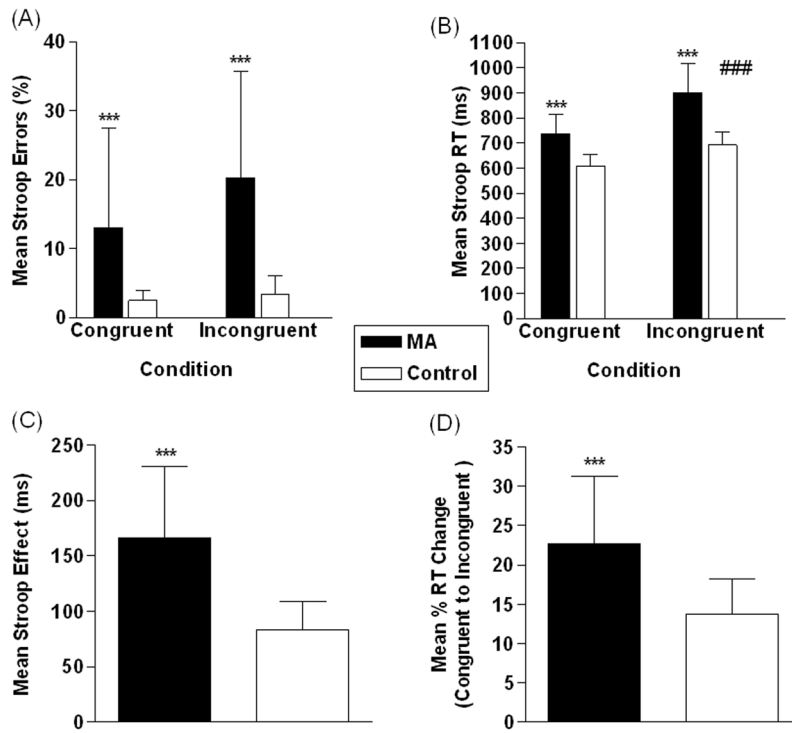 (A)
Mean Stroop Errors (%)
40
30
20
10
0
***
***
Congruent Incongruent
Condition
(B)
Mean Stroop RT (ms)
1100
1000
900
800
700
600
500
400
300
200
100
0
***
***
###
Congruent Incongruent
Condition
MA
Control
(C)
Mean Stroop Effect (ms)
250
200
150
100
50
0
***
(D)
Mean % RT Change
(Congruent to Incongruent )
35
30
25
20
15
10
5
0
***